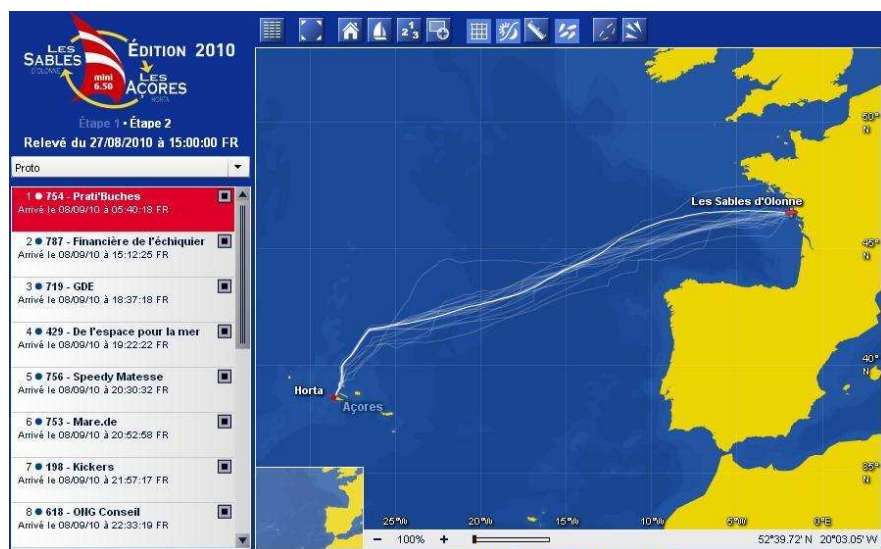 LES
SABLES
D'OLONNE
ÉDITION 2010
mini
6.50
LES
AÇORES
HORTA
Étape 1 • Étape 2
Relevé du 27/08/2010 à 15:00:00 FR
Proto
1 754 - Prati'Buches
Arrivé le 08/09/10 à 05:40:18 FR
2 787 - Financière de l'échiquier
Arrivé le 08/09/10 à 15:12:25 FR
3 719 - GDE
Arrivé le 08/09/10 à 18:37:18 FR
4 429 - De l'espace pour la mer
Arrivé le 08/09/10 à 19:22:22 FR
5 756 - Speedy Matesse
Arrivé le 08/09/10 à 20:30:32 FR
6 753 - Mare.de
Arrivé le 08/09/10 à 20:52:58 FR
7 198 - Kickers
Arrivé le 08/09/10 à 21:57:17 FR
8 618 - ONG Conseil
Arrivé le 08/09/10 à 22:33:19 FR
1 2 3
50°
N
Les Sables d'Olonne
45°
N
40°
N
Horta
Açores
35°
N
25°W 20°W 15°W 10°W 5°W 0°E
- 100% +
52°39.72' N 20°03.05' W